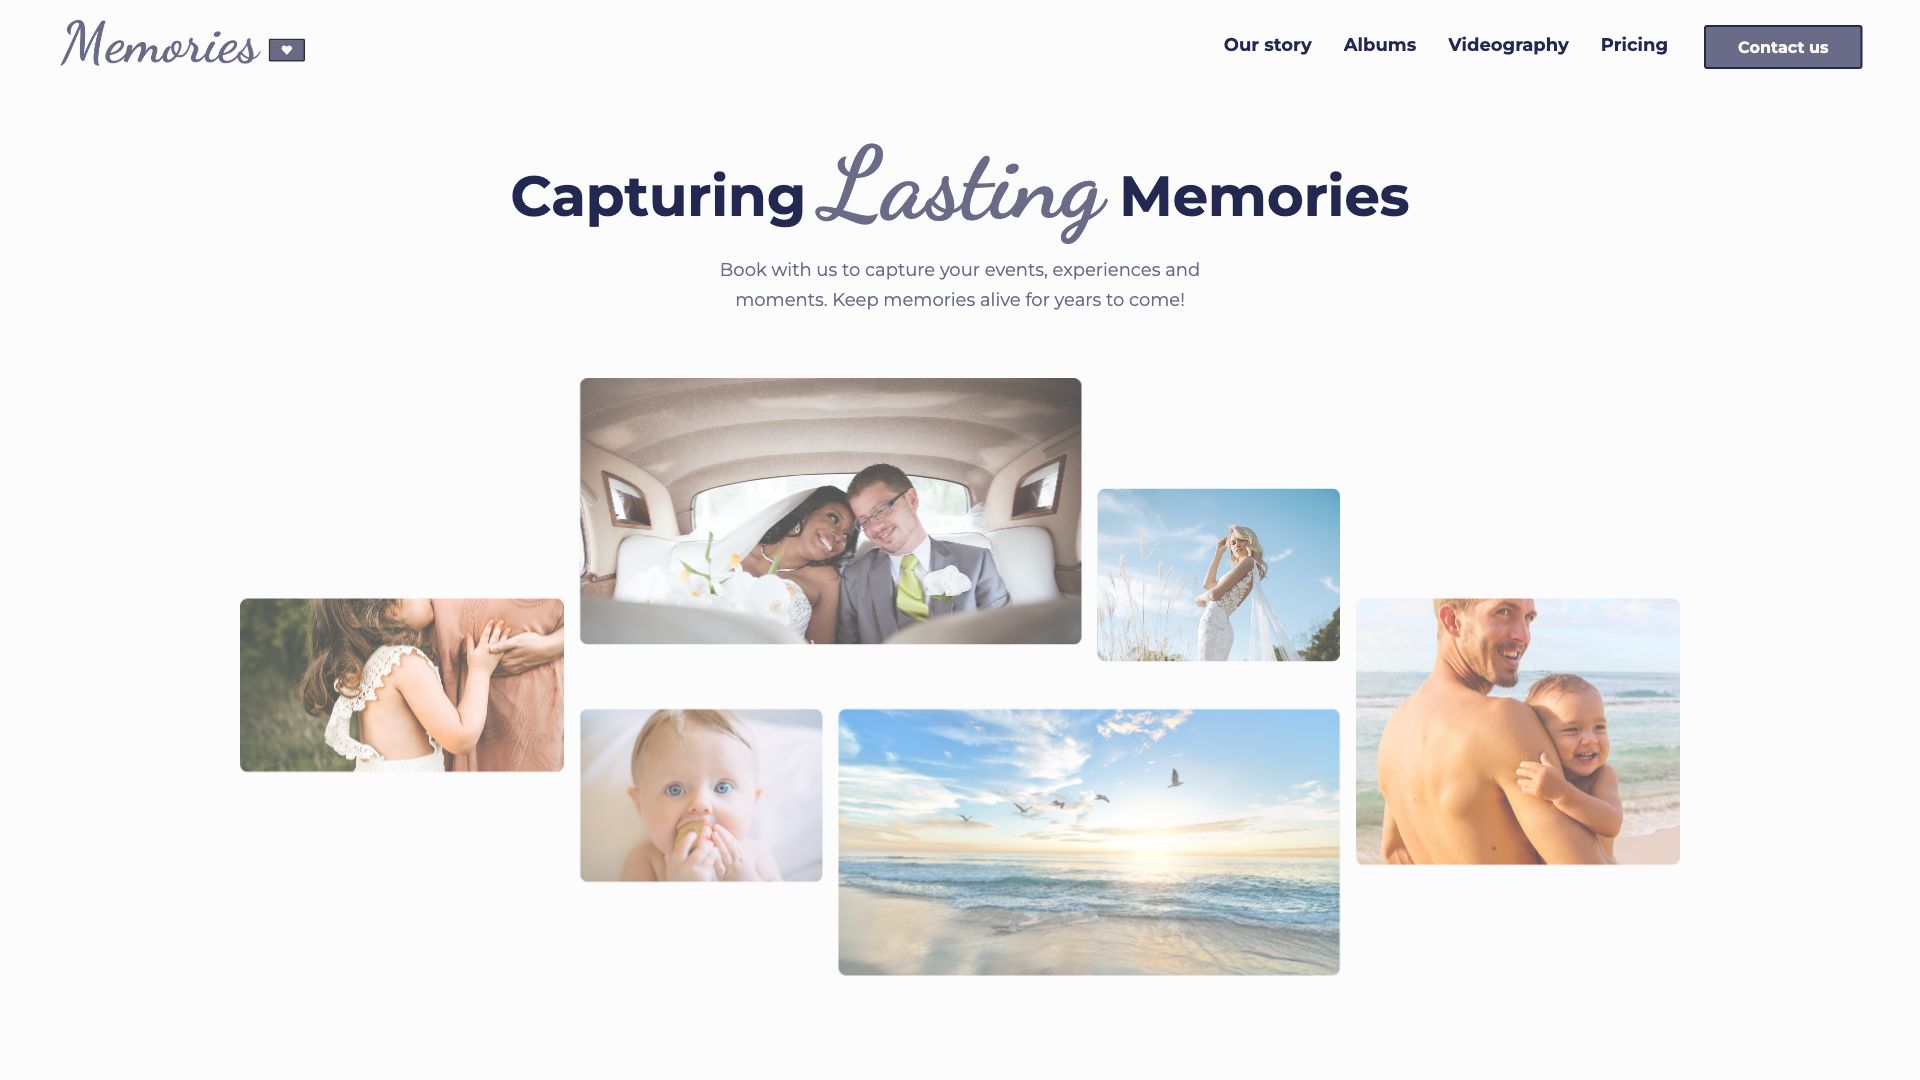 Memories
Our story
Albums
Videography
Pricing
Contact us
Capturing Lasting Memories
Book with us to capture your events, experiences and
moments. Keep memories alive for years to come!